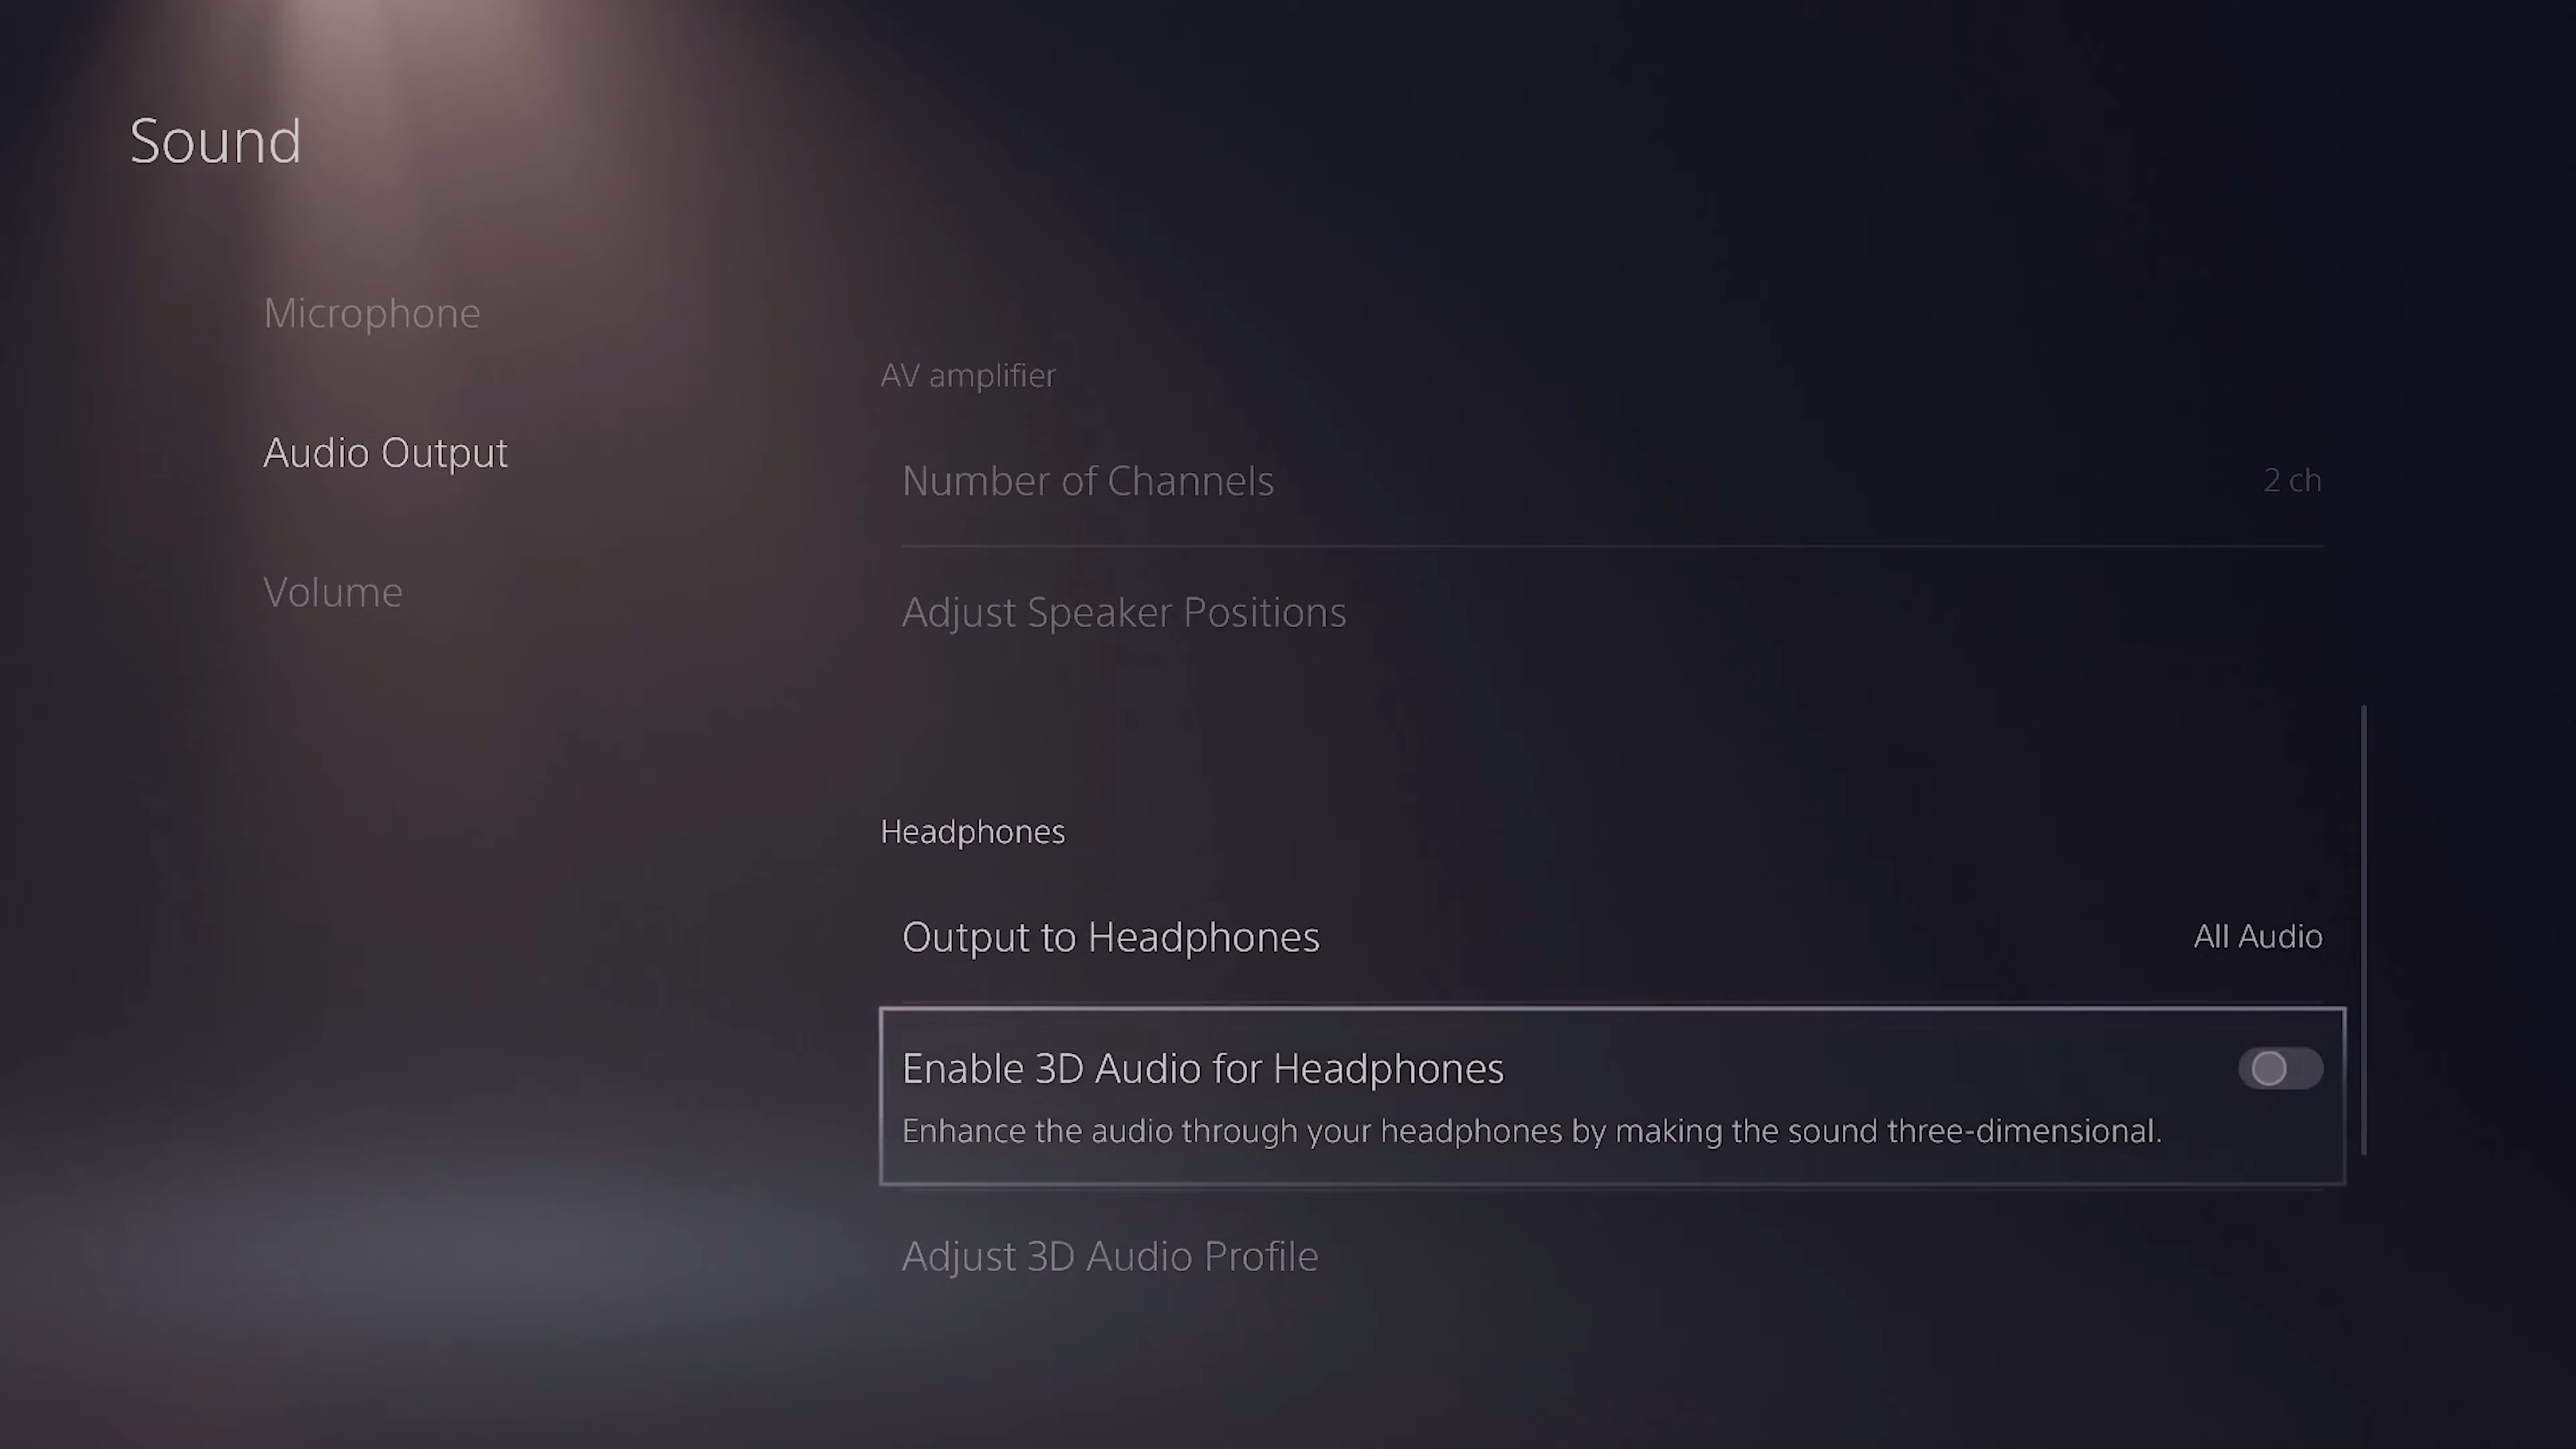 Sound
Microphone
Audio Output
Volume
AV amplifier
Number of Channels 2 ch
Adjust Speaker Positions
Headphones
Output to Headphones All Audio
Enable 3D Audio for Headphones
Enhance the audio through your headphones by making the sound three-dimensional.
Adjust 3D Audio Profile